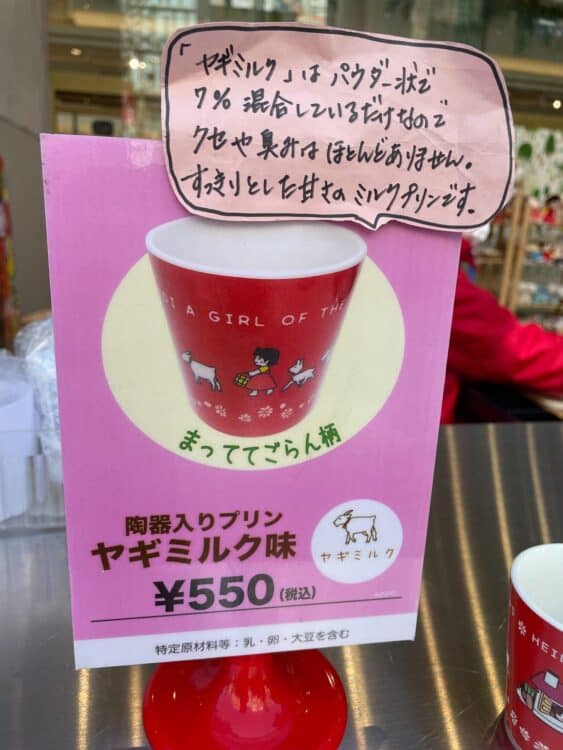 「ヤギミルク」は パウダー状で
7% 混合しているだけなので
クセや臭みは ほとんどありません。
すっきりとした甘さの ミルクプリンです。
DI A GIRL OF THE
まっててごらん柄
陶器入りプリン
ヤギミルク味
¥550(税込)
ヤギミルク
特定原材料等:乳・卵・大豆を含む
HEID